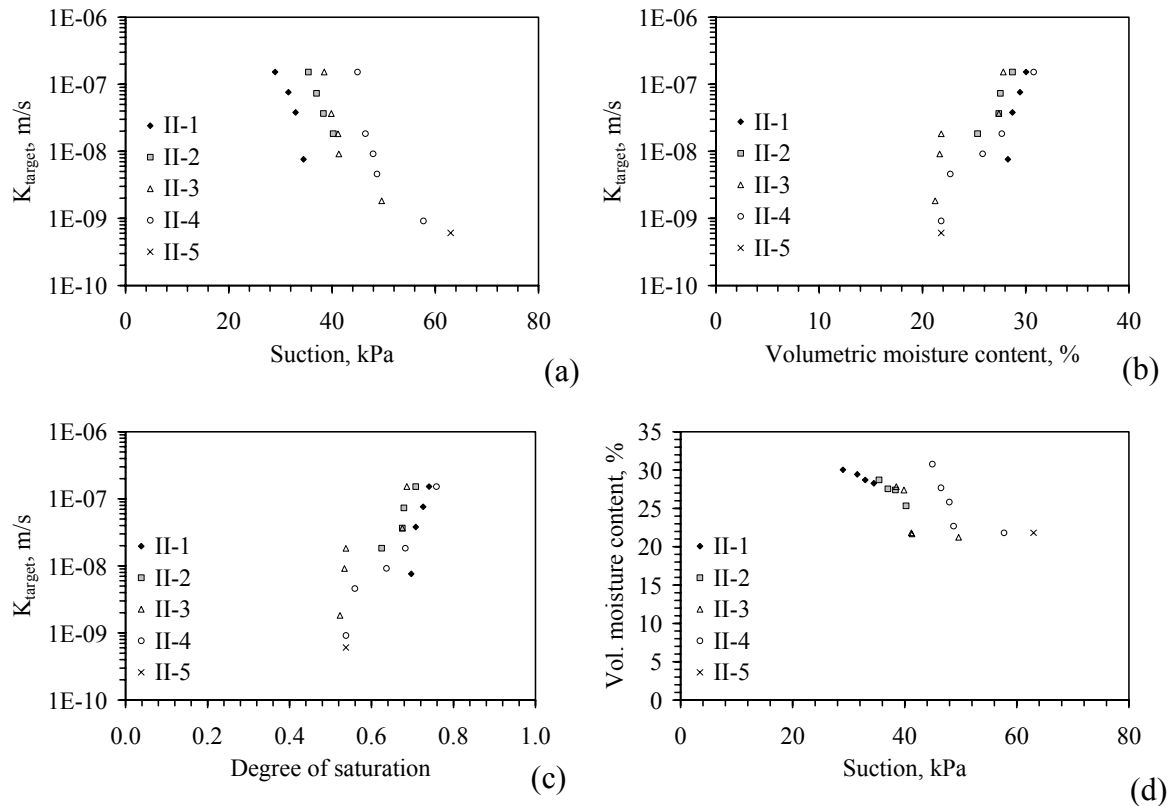 1E-06
1E-07
1E-08
1E-09
1E-10
K_target, m/s
II-1
II-2
II-3
II-4
II-5
0 20 40 60 80
Suction, kPa
(a)
1E-06
1E-07
1E-08
1E-09
1E-10
K_target, m/s
II-1
II-2
II-3
II-4
II-5
0 10 20 30 40
Volumetric moisture content, %
(b)
1E-06
1E-07
1E-08
1E-09
1E-10
K_target, m/s
II-1
II-2
II-3
II-4
II-5
0.0 0.2 0.4 0.6 0.8 1.0
Degree of saturation
(c)
35
30
25
20
15
10
5
0
Vol. moisture content, %
II-1
II-2
II-3
II-4
II-5
0 20 40 60 80
Suction, kPa
(d)